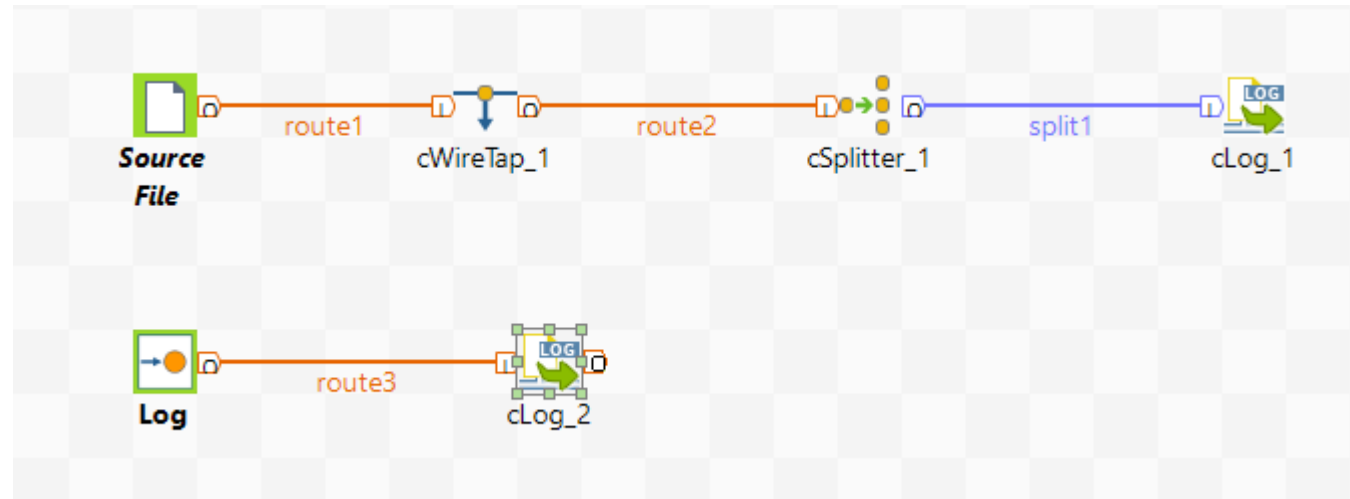 LOG
route1
route2
split1
Source
File
cWireTap_1
cSplitter_1
cLog_1
LOG
route3
Log
cLog_2